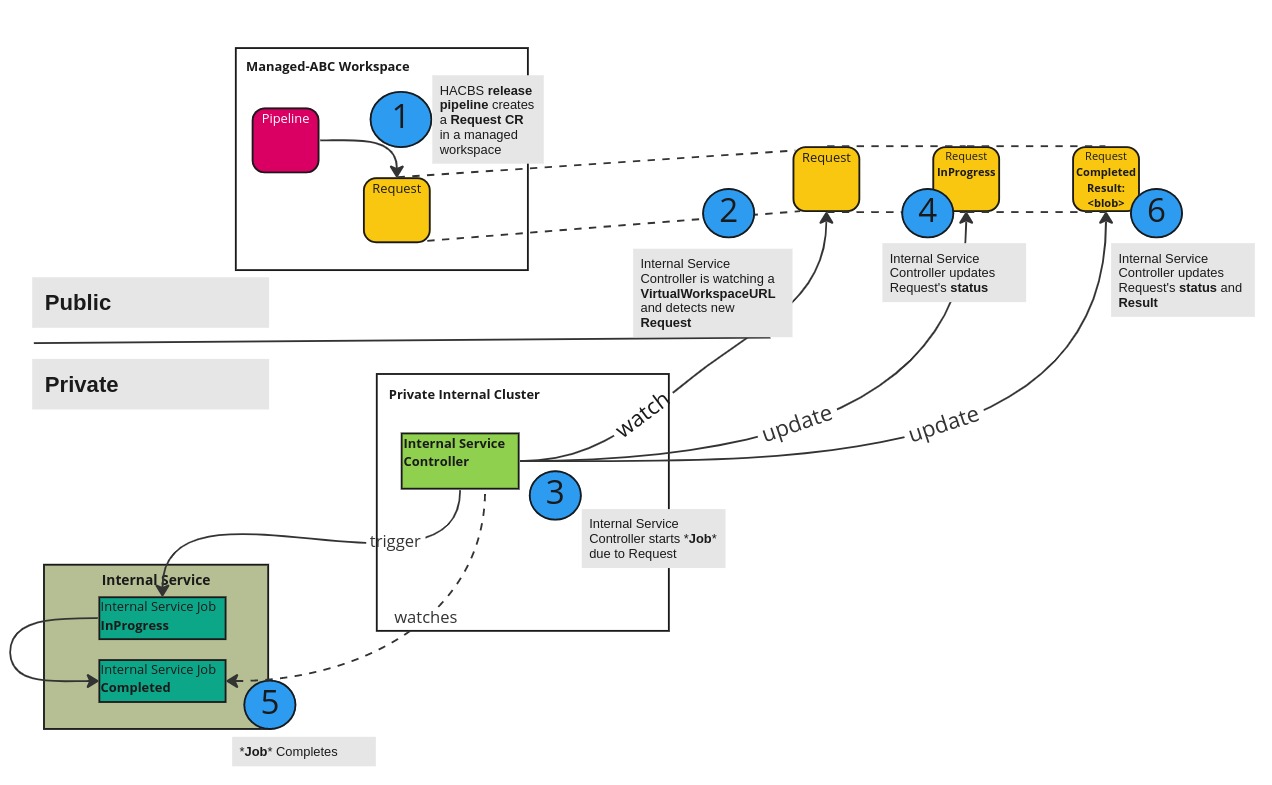 Managed-ABC Workspace
Pipeline
1
HACBS release
pipeline creates
a Request CR
in a managed
workspace
Request
Request
Request
InProgress
Request
Completed
Result:
<blob>
2
4
6
Internal Service
Controller is watching a
VirtualWorkspaceURL
and detects new
Request
Internal Service
Controller updates
Request's status
Internal Service
Controller updates
Request's status and
Result
Public
Private
Private Internal Cluster
watch
update
update
Internal Service
Controller
3
Internal Service
Controller starts *Job*
due to Request
trigger
watches
Internal Service
Internal Service Job
InProgress
Internal Service Job
Completed
5
*Job* Completes